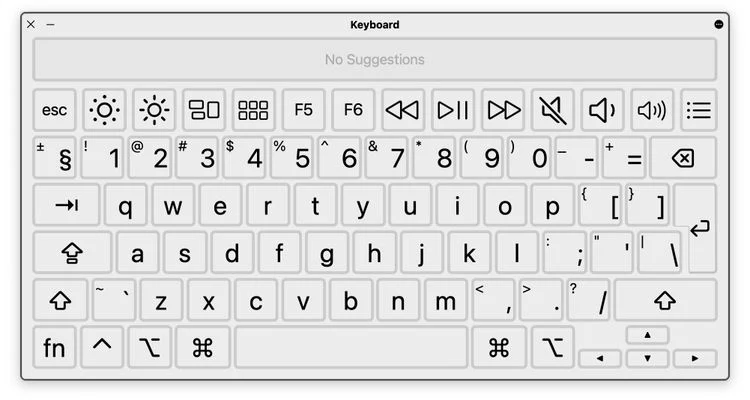 Keyboard
No Suggestions
esc F5 F6
± § ! 1 @ 2 # 3 $ 4 % 5 ^ 6 & 7 * 8 ( 9 ) 0 _ - + =
q w e r t y u i o p { [ } ]
a s d f g h j k l : ; " ' | \
~ ` z x c v b n m < , > . ? /
fn ^ ⌥ ⌘ ⌘ ⌥